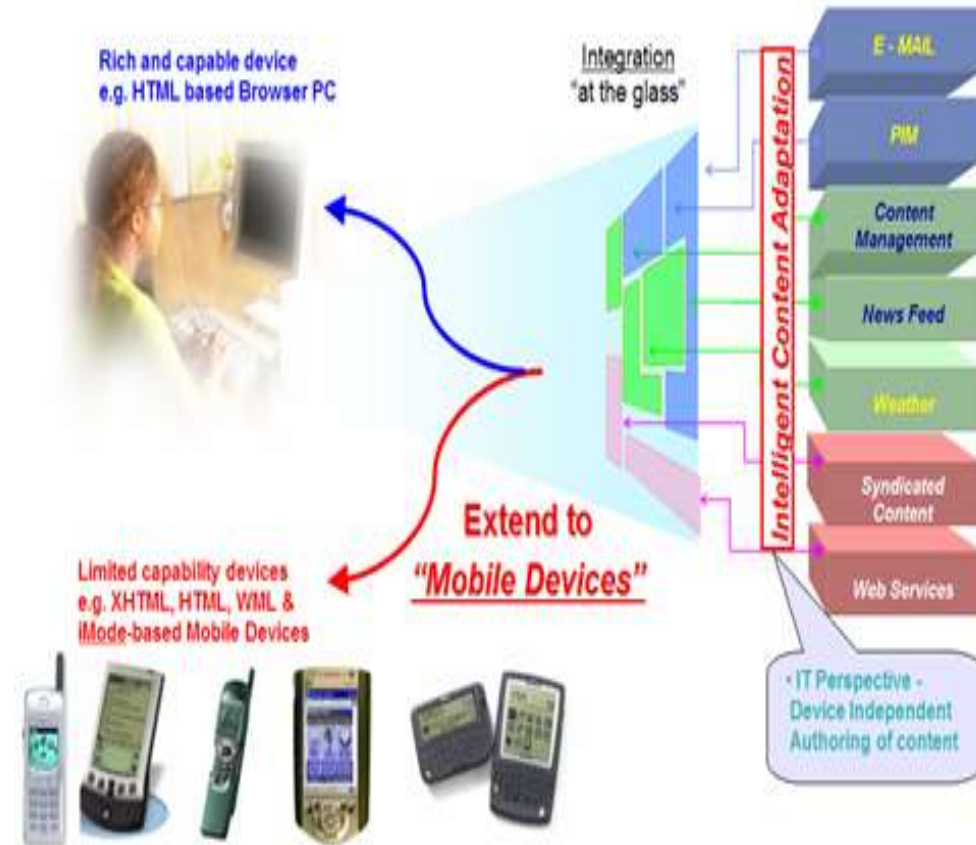 Rich and capable device
e.g. HTML based Browser PC
Integration
"at the glass"
Intelligent Content Adaptation
E - MAIL
PIM
Content
Management
News Feed
Weather
Syndicated
Content
Web Services
Extend to
"Mobile Devices"
Limited capability devices
e.g. XHTML, HTML, WML &
iMode-based Mobile Devices
• IT Perspective -
Device Independent
Authoring of content